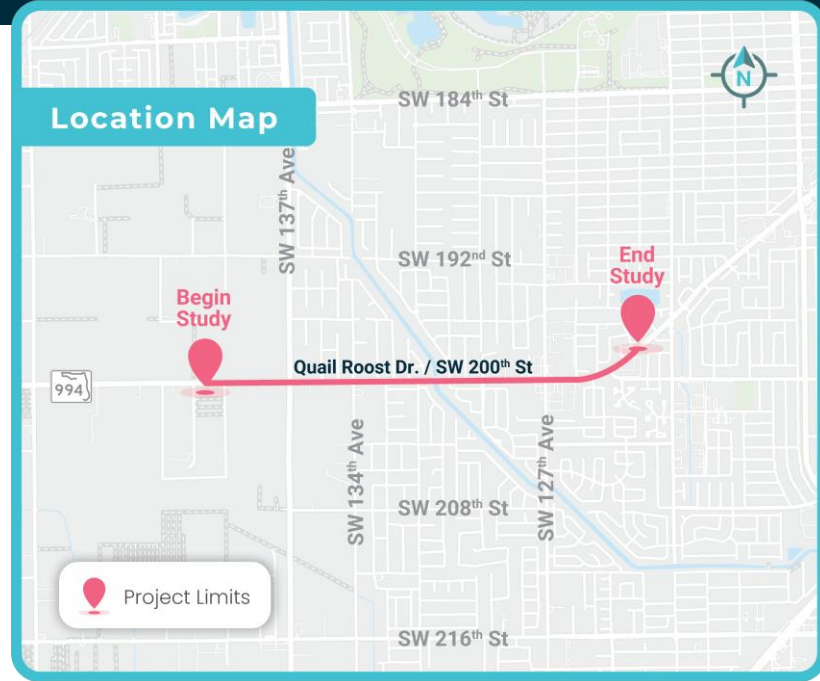 Location Map
N
SW 184th St
SW 137th Ave
SW 192nd St
End
Study
Begin
Study
Quail Roost Dr. / SW 200th St
994
SW 134th Ave
SW 127th Ave
SW 208th St
Project Limits
SW 216th St